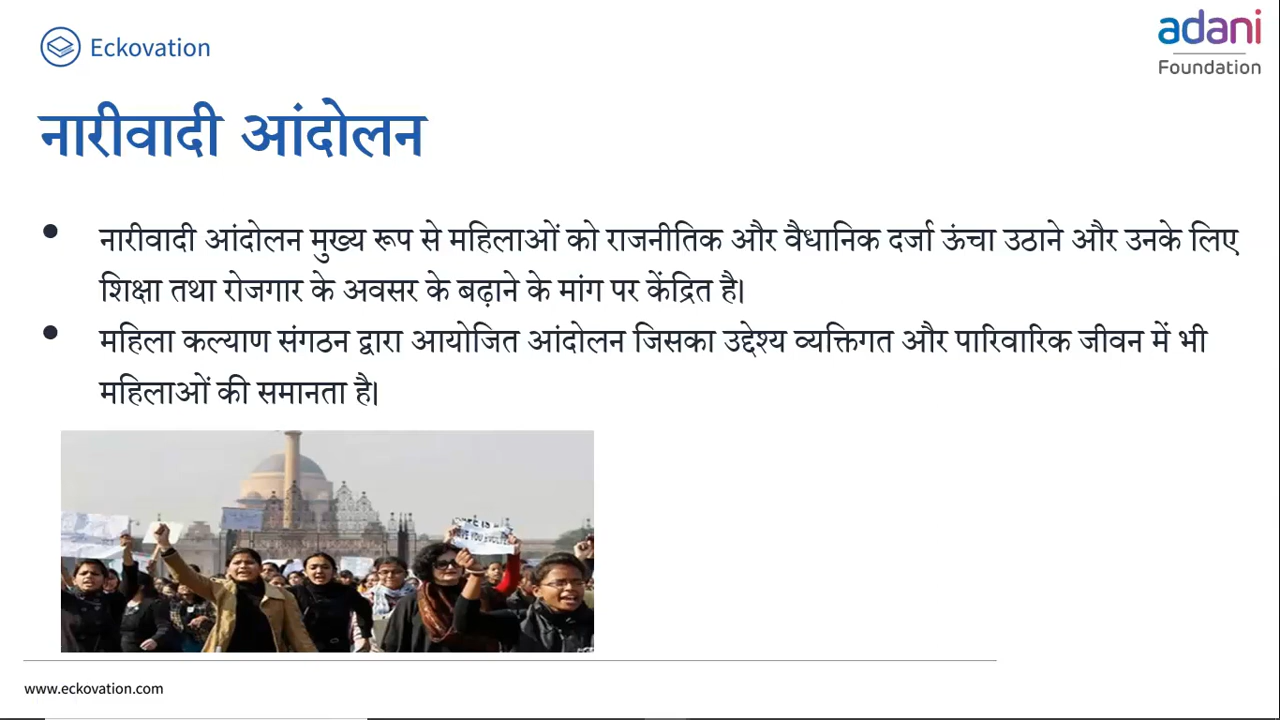 Eckovation
adani
Foundation
नारीवादी आंदोलन
• नारीवादी आंदोलन मुख्य रूप से महिलाओं को राजनीतिक और वैधानिक दर्जा ऊंचा उठाने और उनके लिए
शिक्षा तथा रोजगार के अवसर के बढ़ाने के मांग पर केंद्रित है।
• महिला कल्याण संगठन द्वारा आयोजित आंदोलन जिसका उद्देश्य व्यक्तिगत और पारिवारिक जीवन में भी
महिलाओं की समानता है।
www.eckovation.com